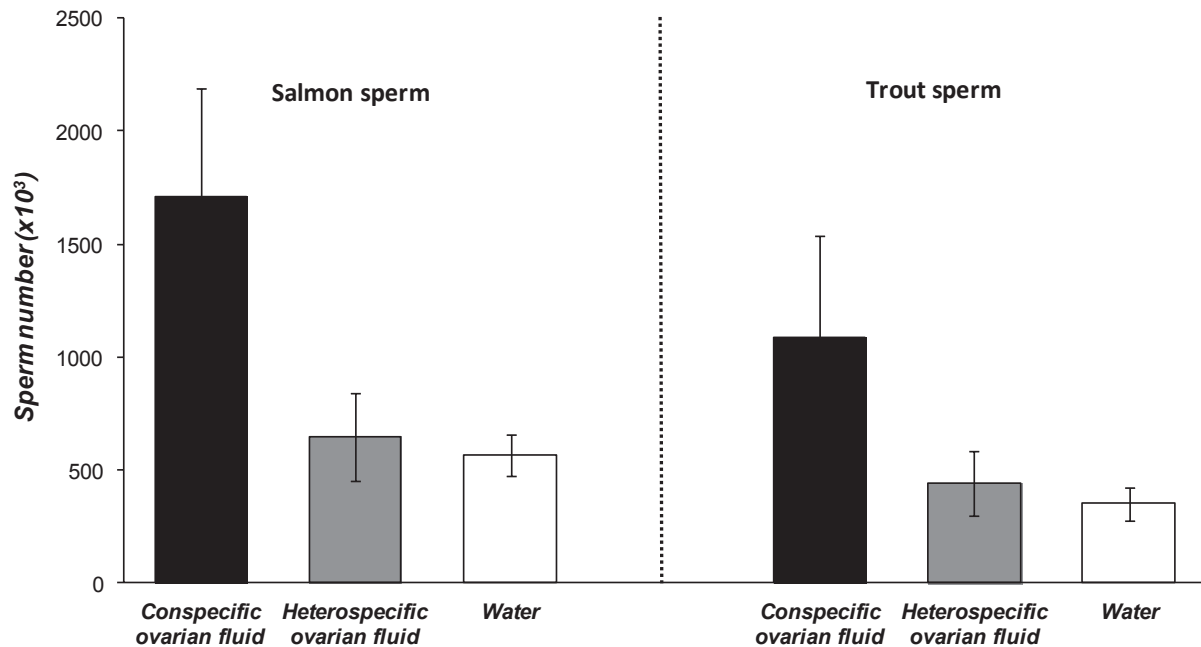 Sperm number (x10³)
2500
2000
1500
1000
500
0
Salmon sperm
Trout sperm
Conspecific
ovarian fluid
Heterospecific
ovarian fluid
Water
Conspecific
ovarian fluid
Heterospecific
ovarian fluid
Water